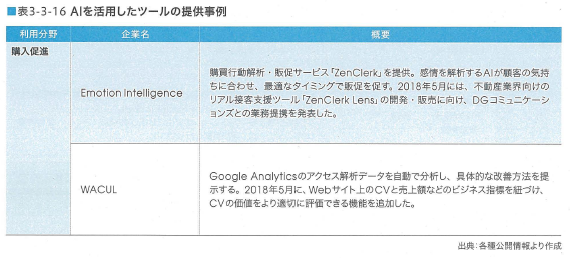 ■表3-3-16 AIを活用したツールの提供事例
利用分野 企業名 概要
購入促進
Emotion Intelligence
購買行動解析・販促サービス「ZenClerk」を提供。感情を解析するAIが顧客の気持
ちに合わせ、最適なタイミングで販促を促す。2018年5月には、不動産業界向けの
リアル接客支援ツール「ZenClerk Lens」の開発・販売に向け、DGコミュニケーショ
ンズとの業務提携を発表した。
WACUL
Google Analyticsのアクセス解析データを自動で分析し、具体的な改善方法を提
示する。2018年5月に、Webサイト上のCVと売上額などのビジネス指標を紐づけ、
CVの価値をより適切に評価できる機能を追加した。
出典：各種公開情報より作成